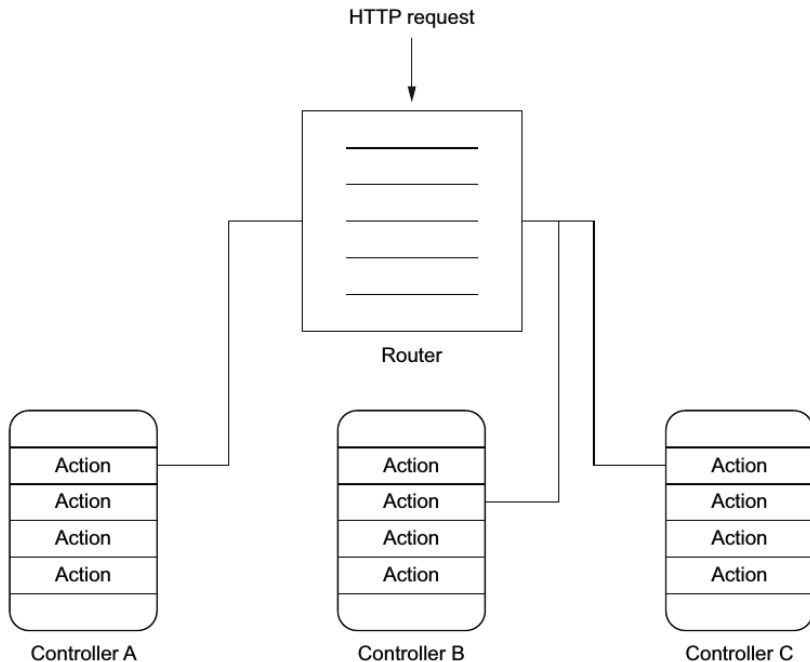 HTTP request
Router
Action
Action
Action
Action
Controller A
Action
Action
Action
Action
Controller B
Action
Action
Action
Action
Controller C